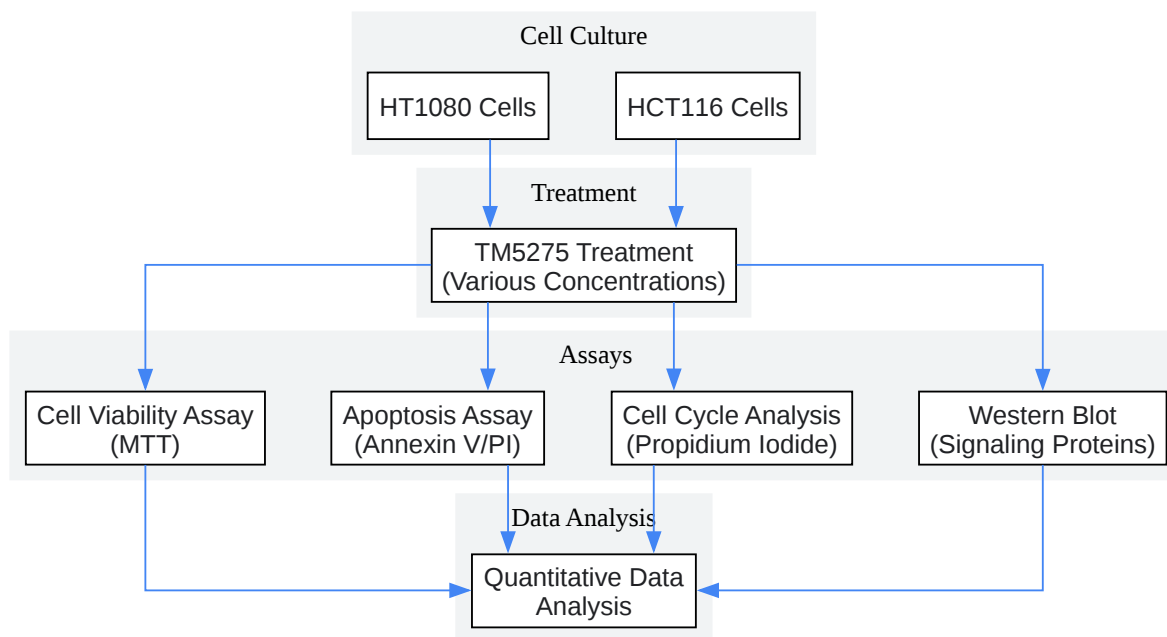 Cell Culture
HT1080 Cells
HCT116 Cells
Treatment
TM5275 Treatment
(Various Concentrations)
Assays
Cell Viability Assay
(MTT)
Apoptosis Assay
(Annexin V/PI)
Cell Cycle Analysis
(Propidium Iodide)
Western Blot
(Signaling Proteins)
Data Analysis
Quantitative Data
Analysis